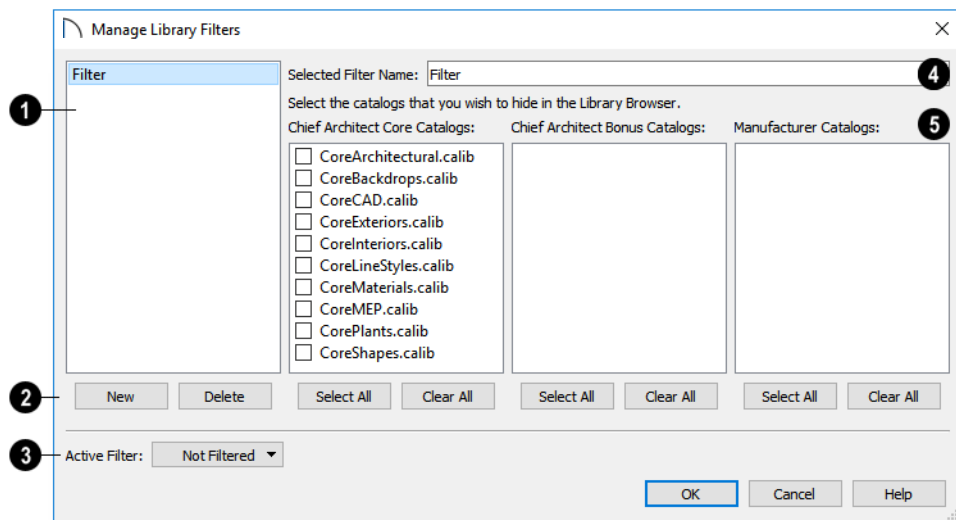 Manage Library Filters
1
Filter
Selected Filter Name: Filter
4
Select the catalogs that you wish to hide in the Library Browser.
Chief Architect Core Catalogs: Chief Architect Bonus Catalogs: Manufacturer Catalogs:
5
CoreArchitectural.calib
CoreBackdrops.calib
CoreCAD.calib
CoreExteriors.calib
CoreInteriors.calib
CoreLineStyles.calib
CoreMaterials.calib
CoreMEP.calib
CorePlants.calib
CoreShapes.calib
2
New Delete Select All Clear All Select All Clear All Select All Clear All
3
Active Filter: Not Filtered
OK Cancel Help